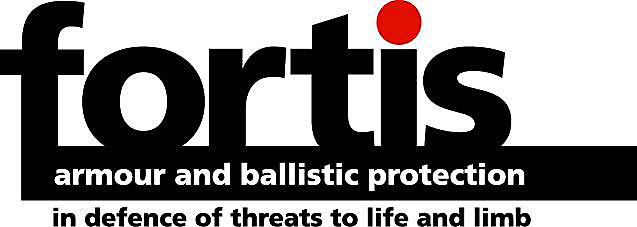 fortis
armour and ballistic protection
in defence of threats to life and limb